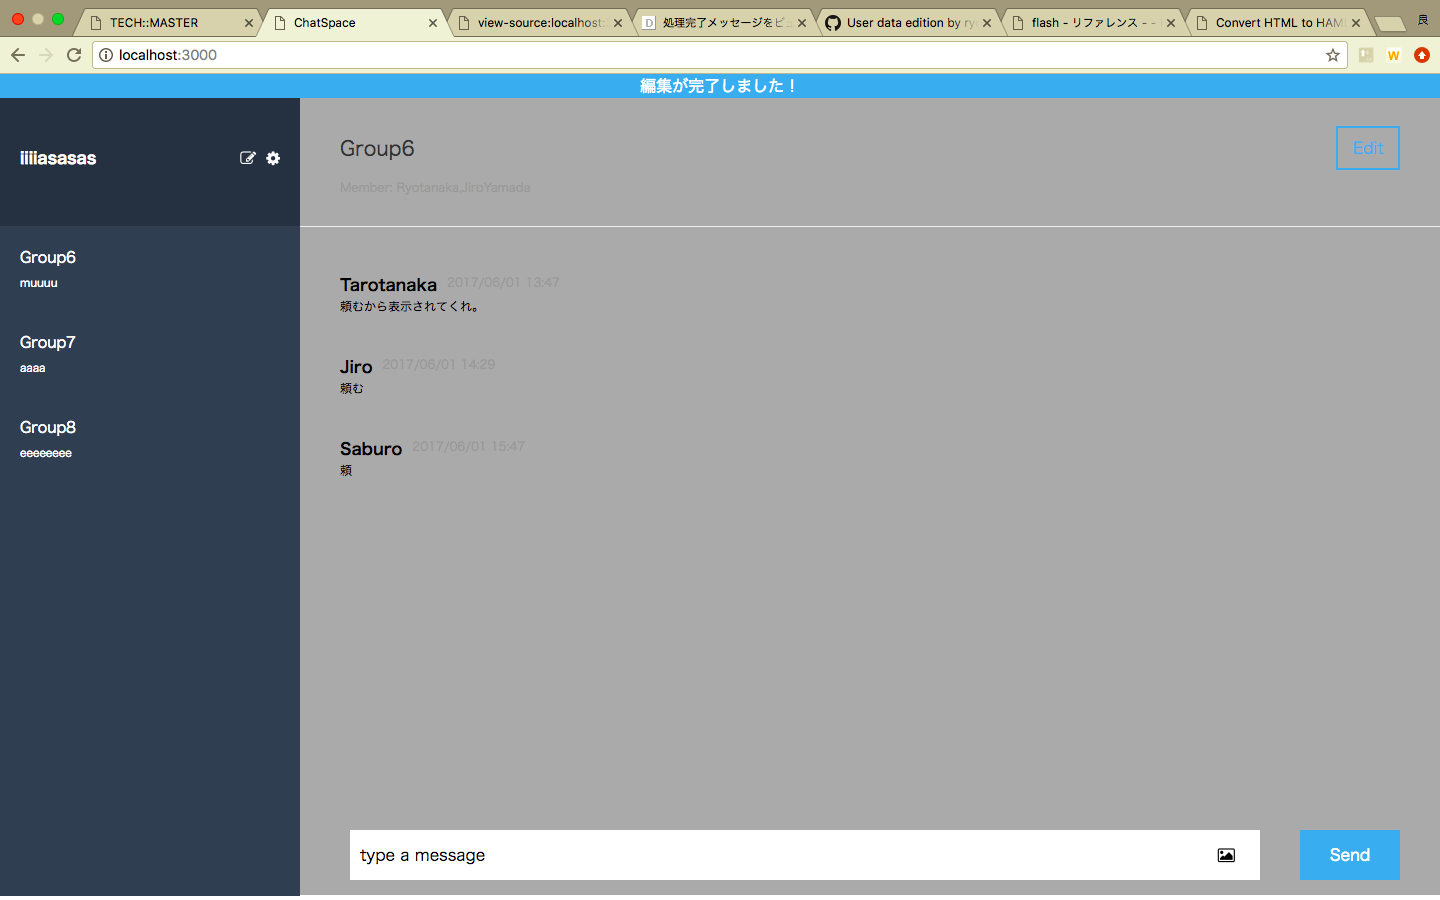 TECH::MASTER
ChatSpace
view-source:localhost:
処理完了メッセージをビュ
User data edition by ry
flash - リファレンス - -
Convert HTML to HAM
良
localhost:3000
編集が完了しました！
iiiiasasas
Group6
muuuu
Group7
aaaa
Group8
eeeeeeee
Group6
Edit
Member: Ryotanaka,JiroYamada
Tarotanaka 2017/06/01 13:47
頼むから表示されてくれ。
Jiro 2017/06/01 14:29
頼む
Saburo 2017/06/01 15:47
頼
type a message
Send